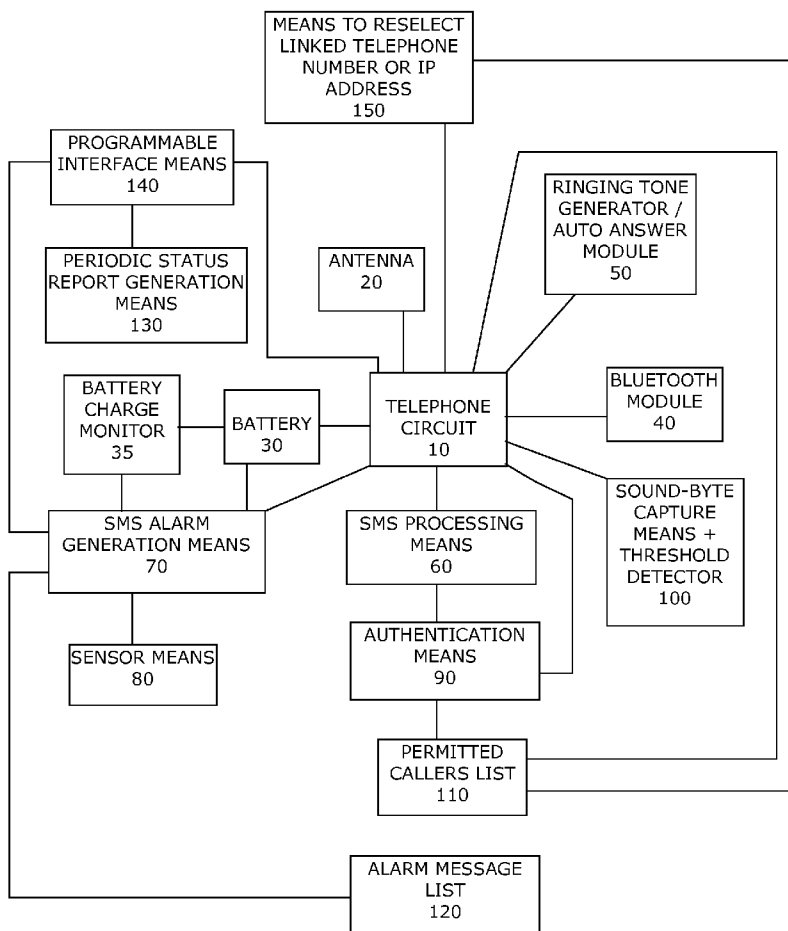 MEANS TO RESELECT
LINKED TELEPHONE
NUMBER OR IP
ADDRESS
150
PROGRAMMABLE
INTERFACE MEANS
140
RINGING TONE
GENERATOR /
AUTO ANSWER
MODULE
50
PERIODIC STATUS
REPORT GENERATION
MEANS
130
ANTENNA
20
BATTERY
CHARGE
MONITOR
35
BATTERY
30
TELEPHONE
CIRCUIT
10
BLUETOOTH
MODULE
40
SMS ALARM
GENERATION MEANS
70
SMS PROCESSING
MEANS
60
SOUND-BYTE
CAPTURE
MEANS +
THRESHOLD
DETECTOR
100
SENSOR MEANS
80
AUTHENTICATION
MEANS
90
PERMITTED
CALLERS LIST
110
ALARM MESSAGE
LIST
120